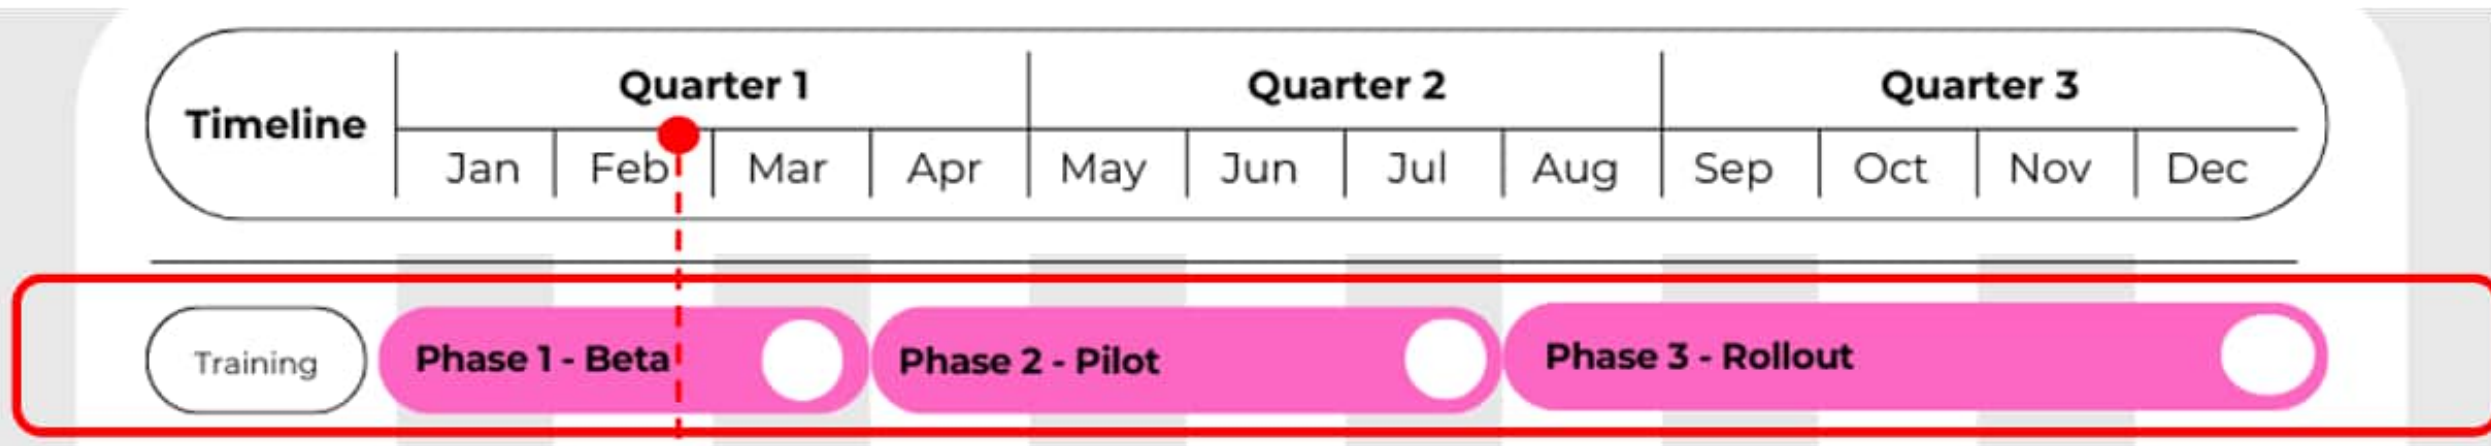 Timeline
Quarter 1 Quarter 2 Quarter 3
Jan Feb Mar Apr May Jun Jul Aug Sep Oct Nov Dec
Training Phase 1 - Beta Phase 2 - Pilot Phase 3 - Rollout